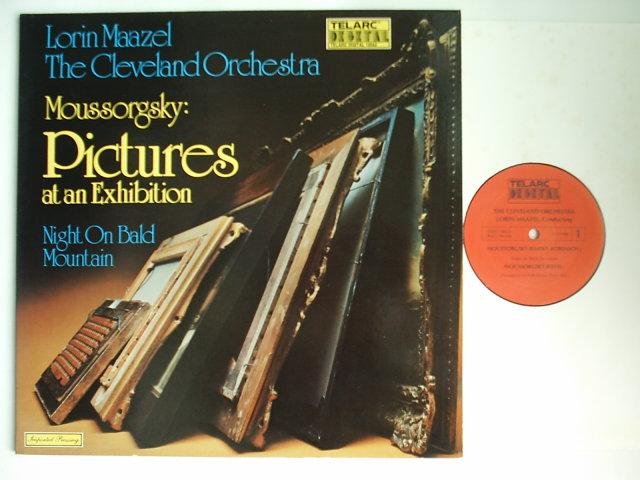 Lorin Maazel
The Cleveland Orchestra
TELARC
DIGITAL
Moussorgsky:
Pictures
at an Exhibition
Night On Bald
Mountain
Imported Pressing
TELARC
DIGITAL
THE CLEVELAND ORCHESTRA
LORIN MAAZEL, Conducting
1